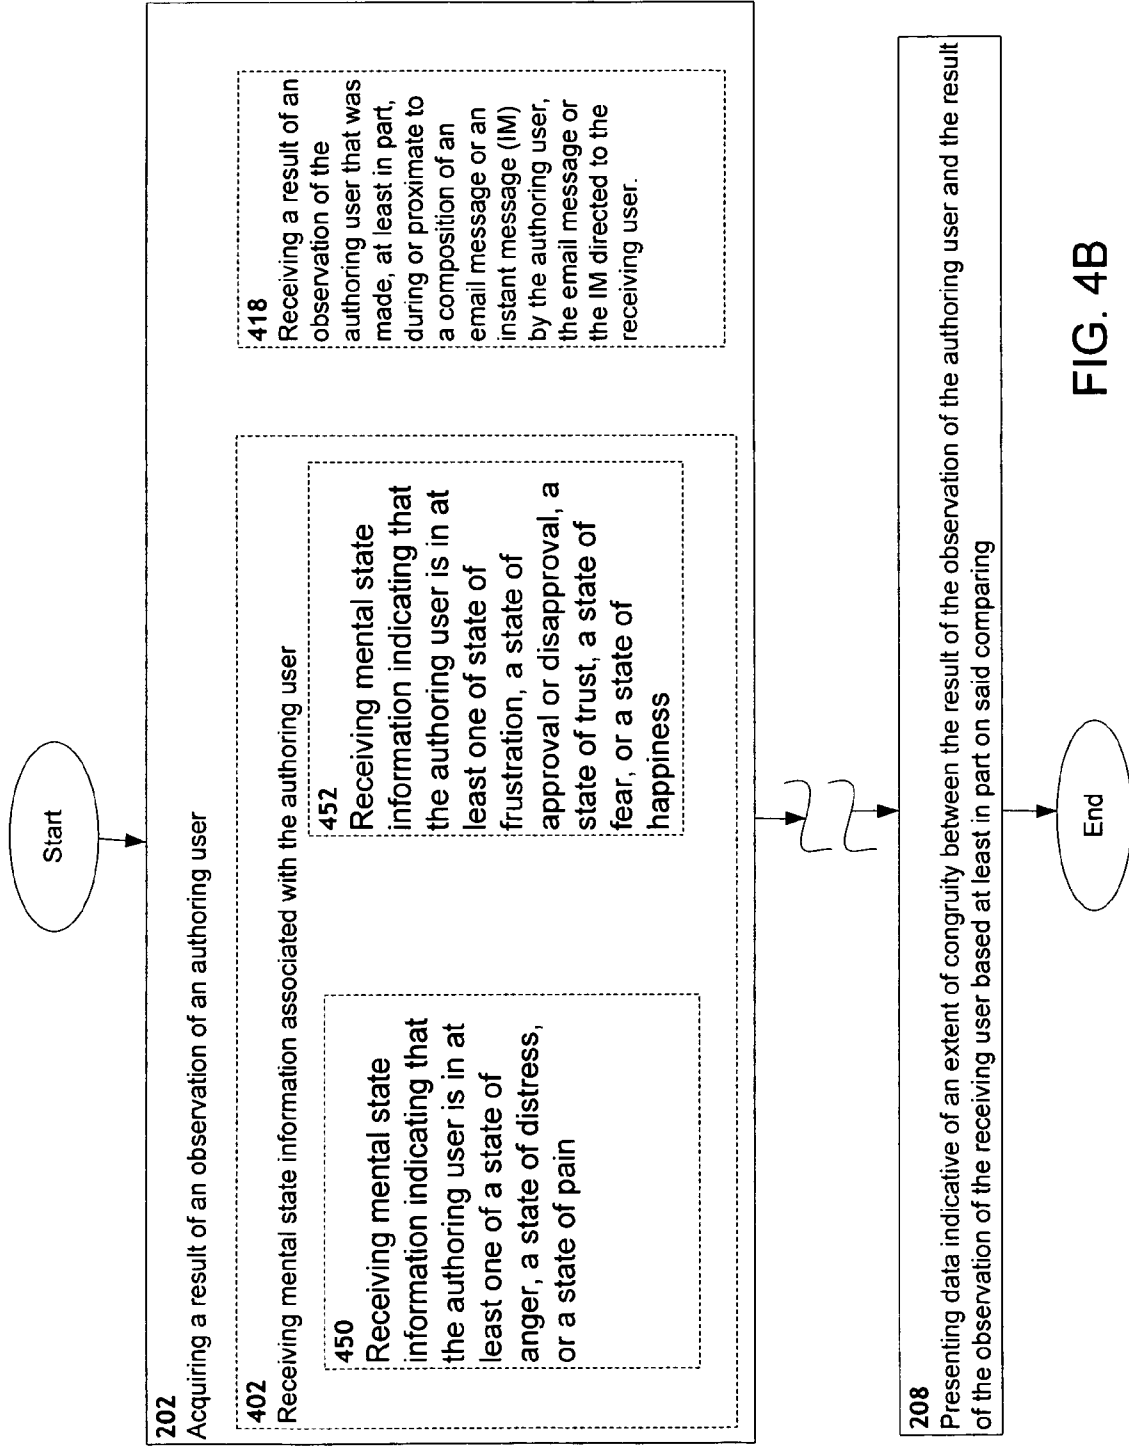 Start
202
Acquiring a result of an observation of an authoring user
402
Receiving mental state information associated with the authoring user
450
Receiving mental state
information indicating that
the authoring user is in at
least one of a state of
anger, a state of distress,
or a state of pain
452
Receiving mental state
information indicating that
the authoring user is in at
least one of state of
frustration, a state of
approval or disapproval, a
state of trust, a state of
fear, or a state of
happiness
418
Receiving a result of an
observation of the
authoring user that was
made, at least in part,
during or proximate to
a composition of an
email message or an
instant message (IM)
by the authoring user,
the email message or
the IM directed to the
receiving user.
208
Presenting data indicative of an extent of congruity between the result of the observation of the authoring user and the result
of the observation of the receiving user based at least in part on said comparing
End
FIG. 4B